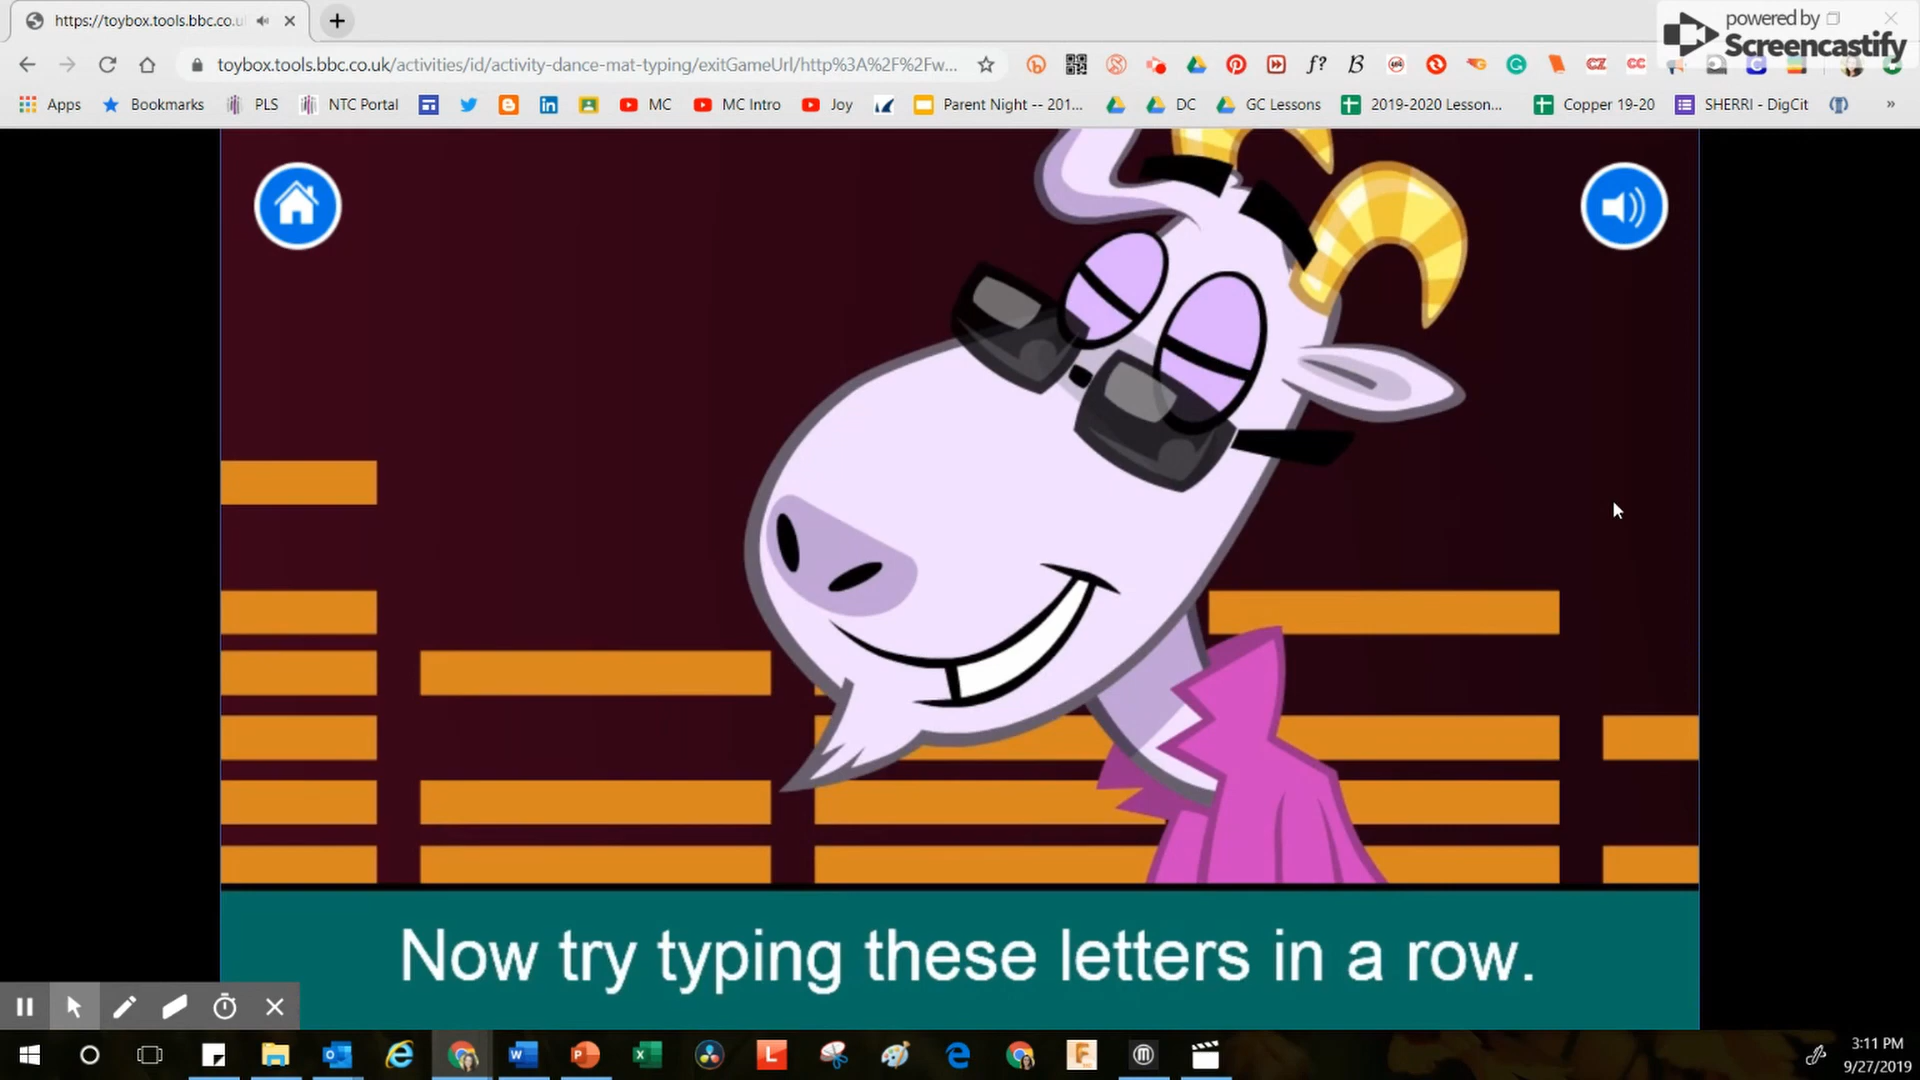 https://toybox.tools.bbc.co.u
powered by
Screencastify
toybox.tools.bbc.co.uk/activities/id/activity-dance-mat-typing/exitGameUrl/http%3A%2F%2Fw...
Apps Bookmarks PLS NTC Portal MC MC Intro Joy Parent Night -- 201... DC GC Lessons 2019-2020 Lesson... Copper 19-20 SHERRI - DigCit »
Now try typing these letters in a row.
3:11 PM
9/27/2019